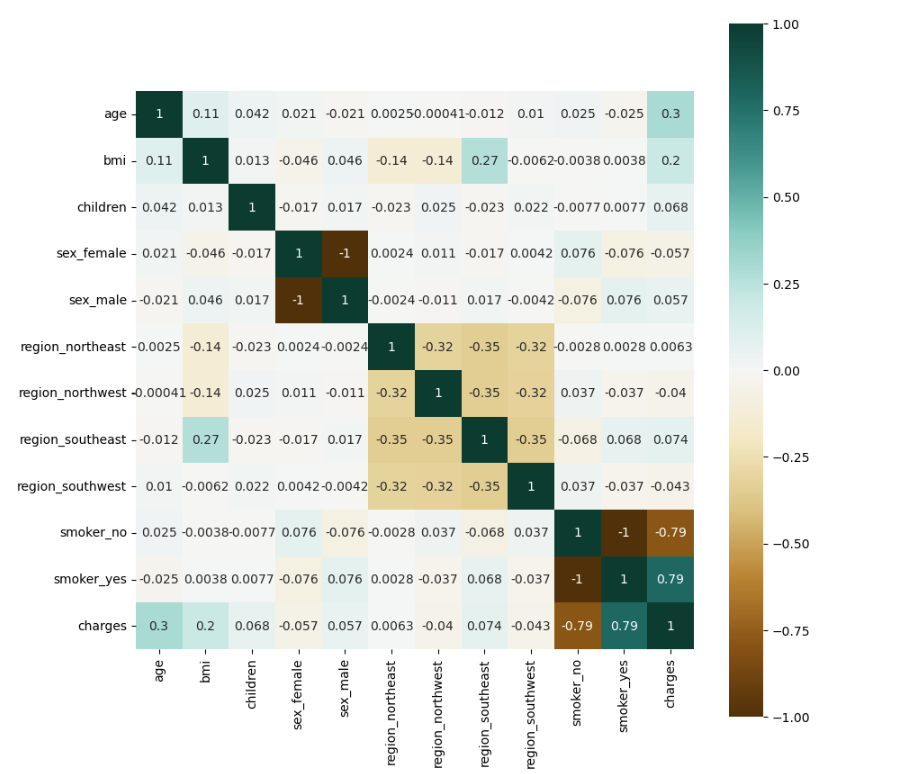 age 1 0.11 0.042 0.021 -0.021 0.0025 -0.00041 -0.012 0.01 0.025 -0.025 0.3
bmi 0.11 1 0.013 -0.046 0.046 -0.14 -0.14 0.27 -0.0062 -0.0038 0.0038 0.2
children 0.042 0.013 1 -0.017 0.017 -0.023 0.025 -0.023 0.022 -0.0077 0.0077 0.068
sex_female 0.021 -0.046 -0.017 1 -1 0.0024 0.011 -0.017 0.0042 0.076 -0.076 -0.057
sex_male -0.021 0.046 0.017 -1 1 -0.0024 -0.011 0.017 -0.0042 -0.076 0.076 0.057
region_northeast 0.0025 -0.14 -0.023 0.0024 -0.0024 1 -0.32 -0.35 -0.32 -0.0028 0.0028 0.0063
region_northwest -0.00041 -0.14 0.025 0.011 -0.011 -0.32 1 -0.35 -0.32 0.037 -0.037 -0.04
region_southeast -0.012 0.27 -0.023 -0.017 0.017 -0.35 -0.35 1 -0.35 -0.068 0.068 0.074
region_southwest 0.01 -0.0062 0.022 0.0042 -0.0042 -0.32 -0.32 -0.35 1 0.037 -0.037 -0.043
smoker_no 0.025 -0.0038 -0.0077 0.076 -0.076 -0.0028 0.037 -0.068 0.037 1 -1 -0.79
smoker_yes -0.025 0.0038 0.0077 -0.076 0.076 0.0028 -0.037 0.068 -0.037 -1 1 0.79
charges 0.3 0.2 0.068 -0.057 0.057 0.0063 -0.04 0.074 -0.043 -0.79 0.79 1
age
bmi
children
sex_female
sex_male
region_northeast
region_northwest
region_southeast
region_southwest
smoker_no
smoker_yes
charges
1.00
0.75
0.50
0.25
0.00
−0.25
−0.50
−0.75
−1.00